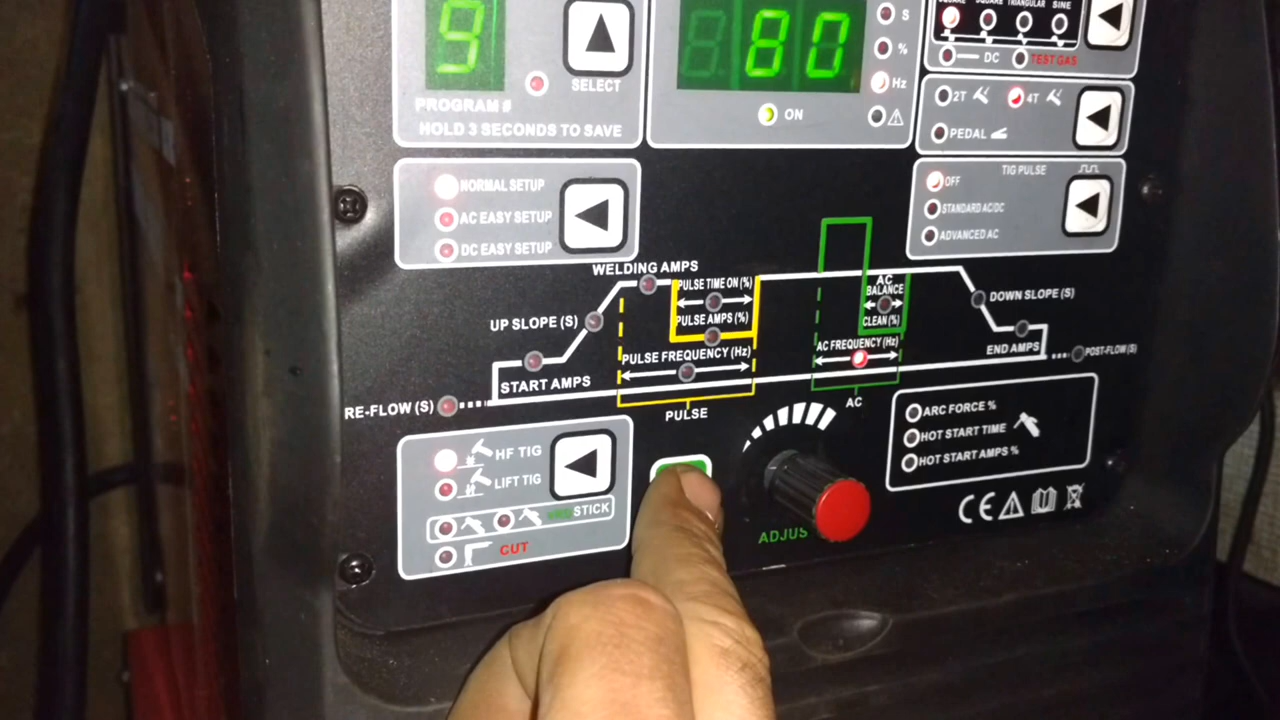 9
SELECT
PROGRAM #
HOLD 3 SECONDS TO SAVE
80
S
%
Hz
ON
SQUARE
SQUARE
TRIANGULAR
SINE
DC
TEST GAS
2T
4T
PEDAL
NORMAL SETUP
AC EASY SETUP
DC EASY SETUP
TIG PULSE
OFF
STANDARD AC/DC
ADVANCED AC
WELDING AMPS
PULSE TIME ON (%)
UP SLOPE (S)
PULSE AMPS (%)
START AMPS
PULSE FREQUENCY (Hz)
RE-FLOW (S)
PULSE
AC
BALANCE
CLEAN (%)
AC FREQUENCY (Hz)
AC
DOWN SLOPE (S)
END AMPS
POST-FLOW (S)
HF TIG
LIFT TIG
STICK
CUT
ADJUS
ARC FORCE %
HOT START TIME
HOT START AMPS %
CE